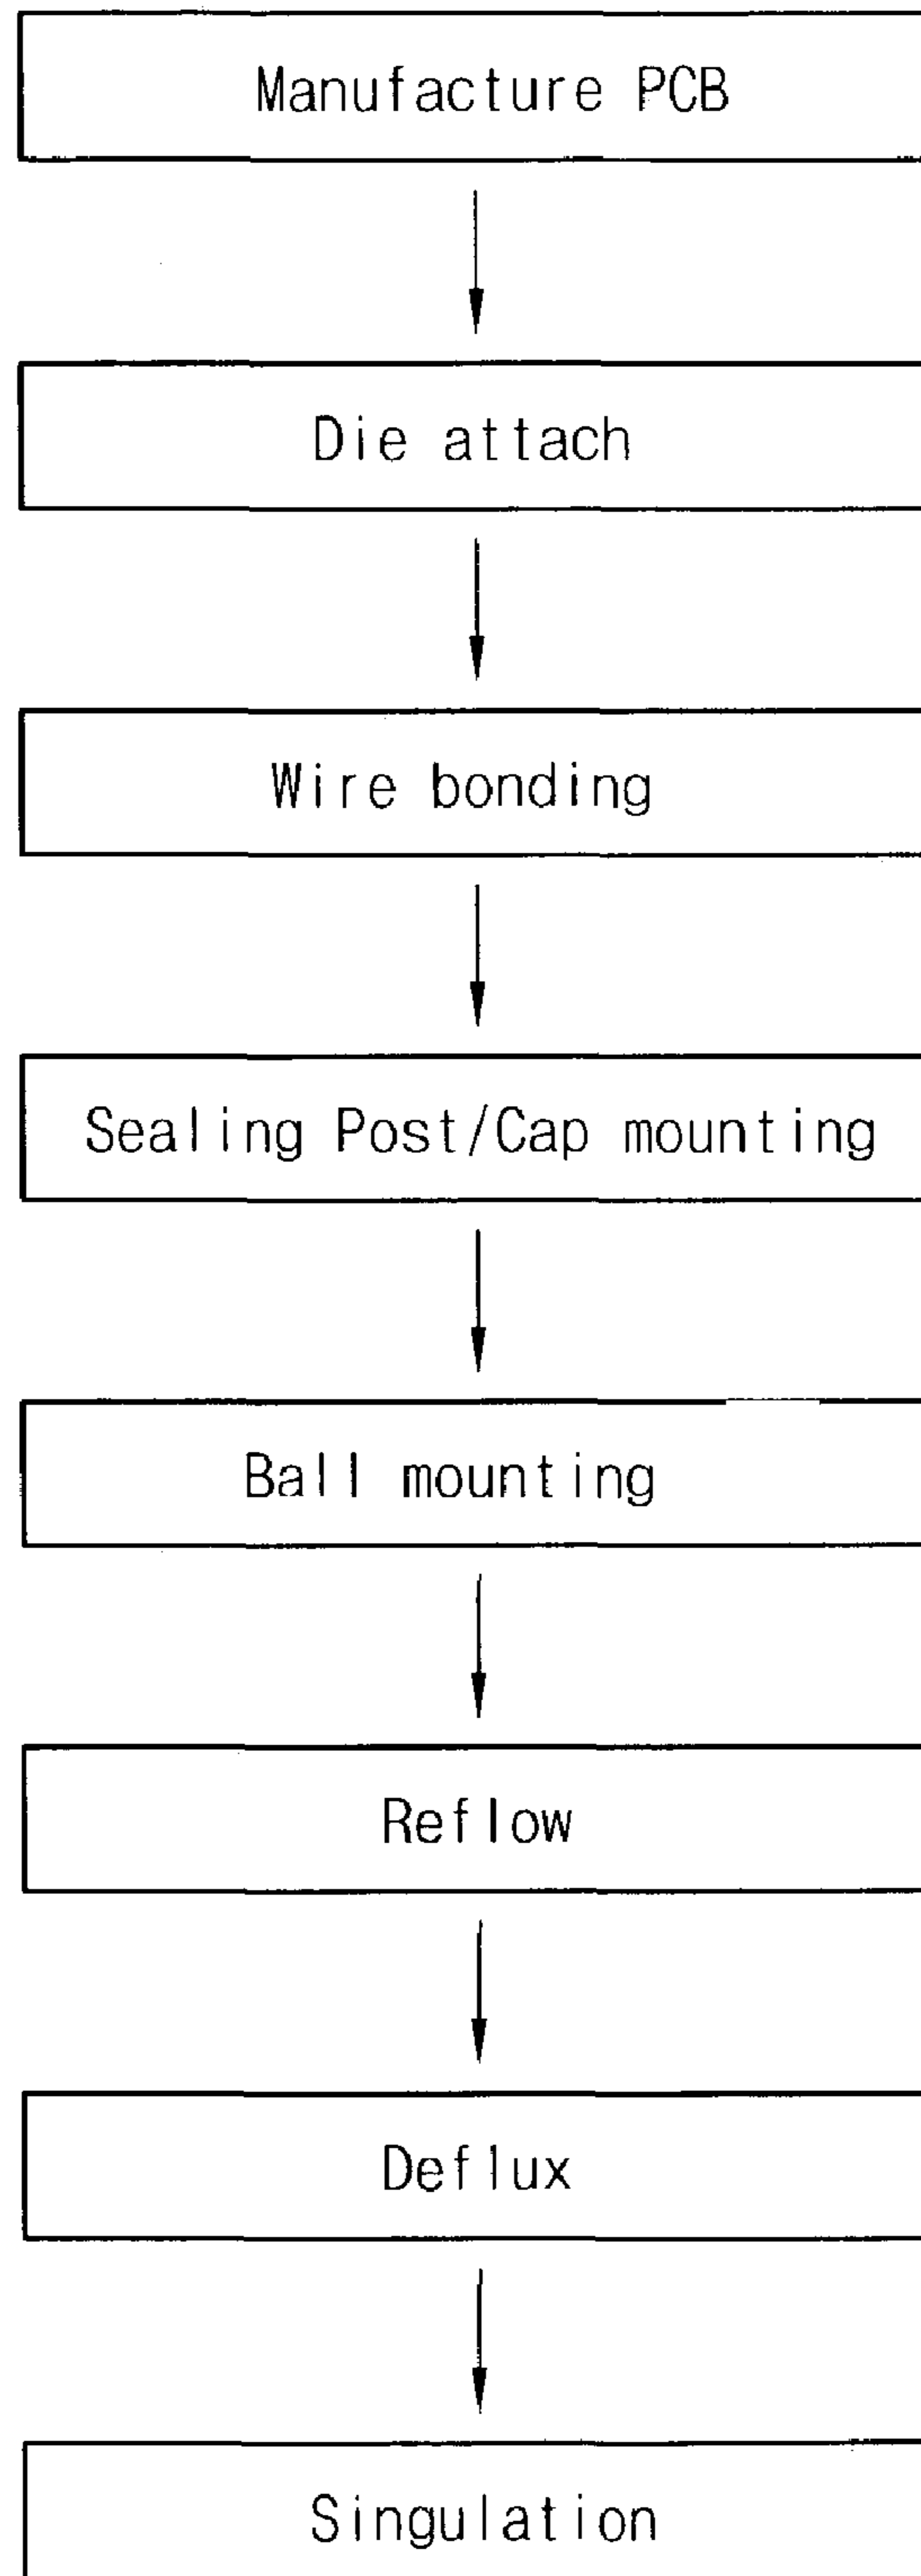 Manufacture PCB
Die attach
Wire bonding
Sealing Post/Cap mounting
Ball mounting
Reflow
Deflux
Singulation